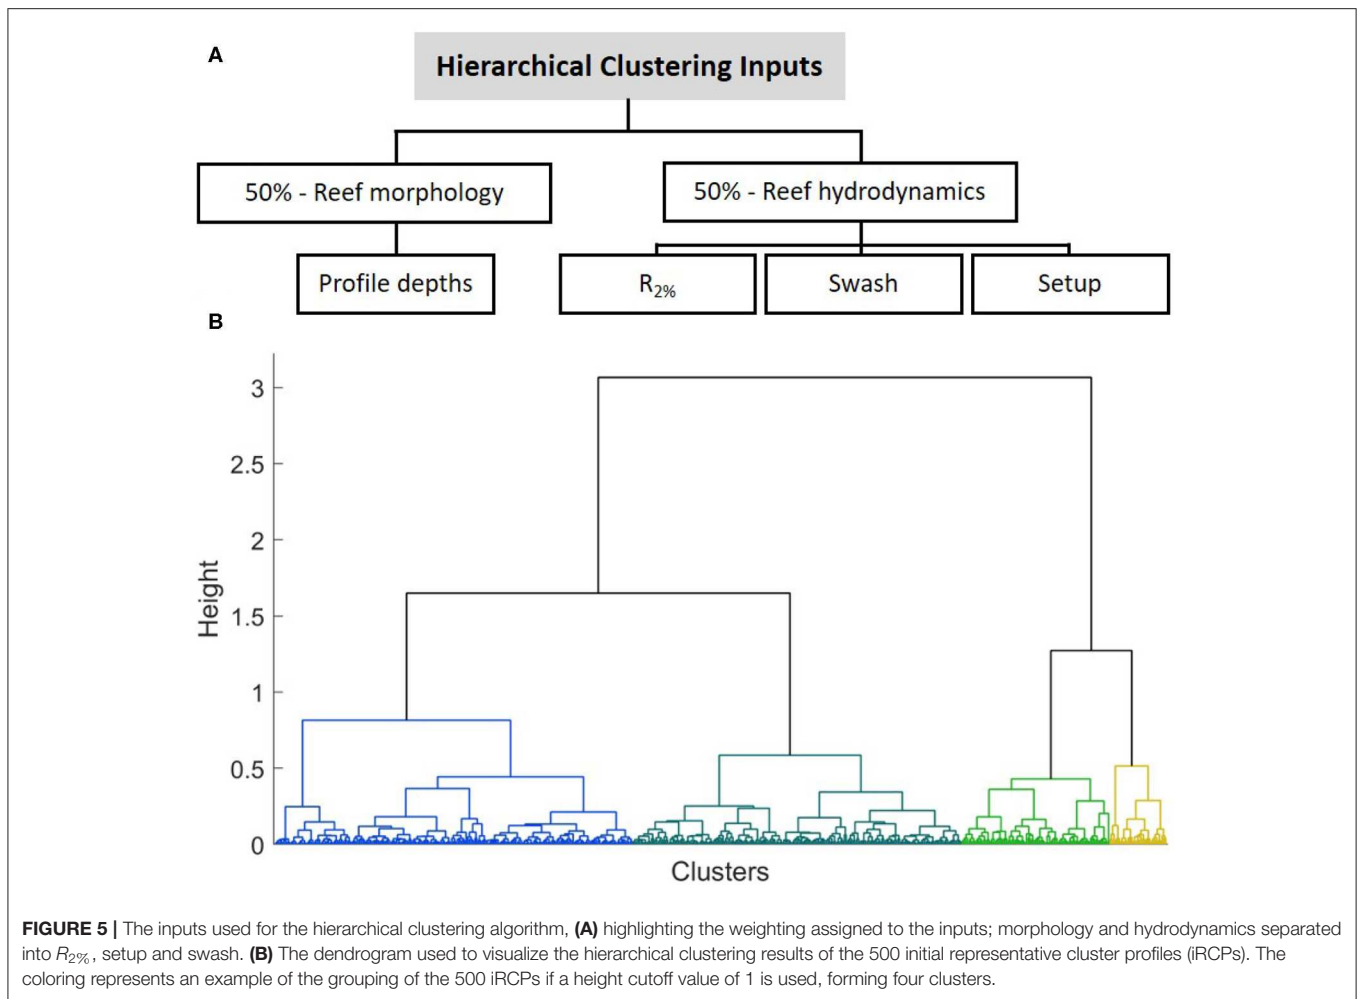 A
Hierarchical Clustering Inputs
50% - Reef morphology
50% - Reef hydrodynamics
Profile depths
R2%
Swash
Setup
B
3
2.5
2
1.5
1
0.5
0
Height
Clusters
FIGURE 5 | The inputs used for the hierarchical clustering algorithm, (A) highlighting the weighting assigned to the inputs; morphology and hydrodynamics separated
into R2%, setup and swash. (B) The dendrogram used to visualize the hierarchical clustering results of the 500 initial representative cluster profiles (iRCPs). The
coloring represents an example of the grouping of the 500 iRCPs if a height cutoff value of 1 is used, forming four clusters.